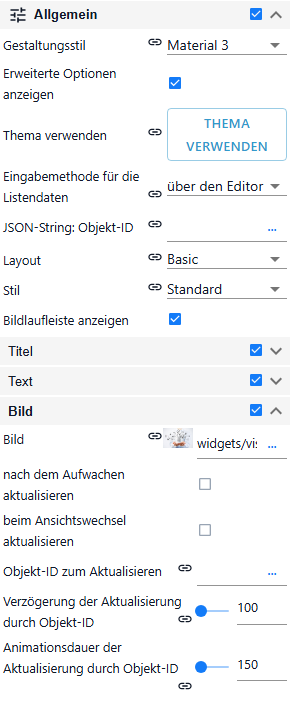 Allgemein
Gestaltungsstil Material 3
Erweiterte Optionen
anzeigen
Thema verwenden THEMA
VERWENDEN
Eingabemethode für die
Listendaten über den Editor
JSON-String: Objekt-ID ...
Layout Basic
Stil Standard
Bildlaufleiste anzeigen
Titel
Text
Bild
Bild widgets/vis ...
nach dem Aufwachen
aktualisieren
beim Ansichtswechsel
aktualisieren
Objekt-ID zum Aktualisieren ...
Verzögerung der Aktualisierung
durch Objekt-ID 100
Animationsdauer der
Aktualisierung durch Objekt-ID 150